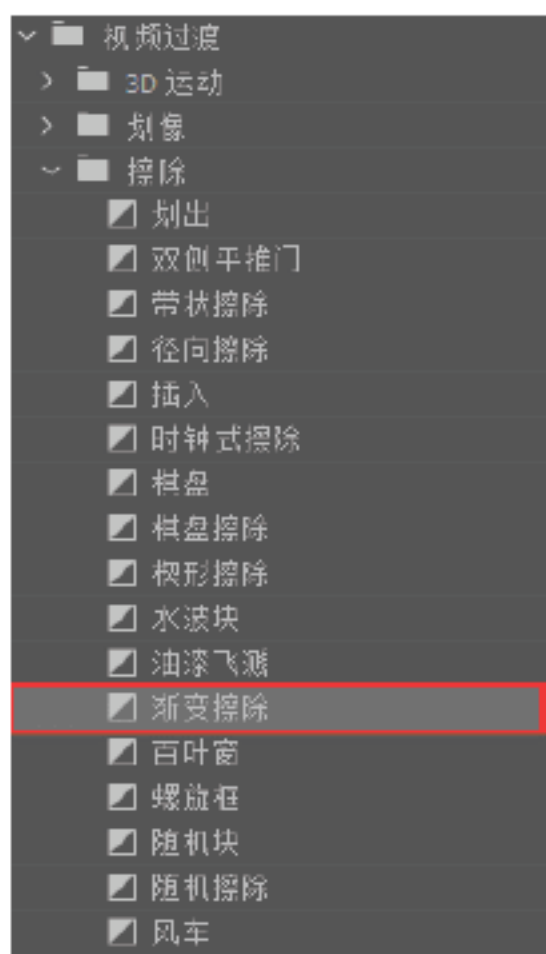 视频过渡
3D 运动
划像
擦除
划出
双侧平推门
带状擦除
径向擦除
插入
时钟式擦除
棋盘
棋盘擦除
楔形擦除
水波块
油漆飞溅
渐变擦除
百叶窗
螺旋框
随机块
随机擦除
风车